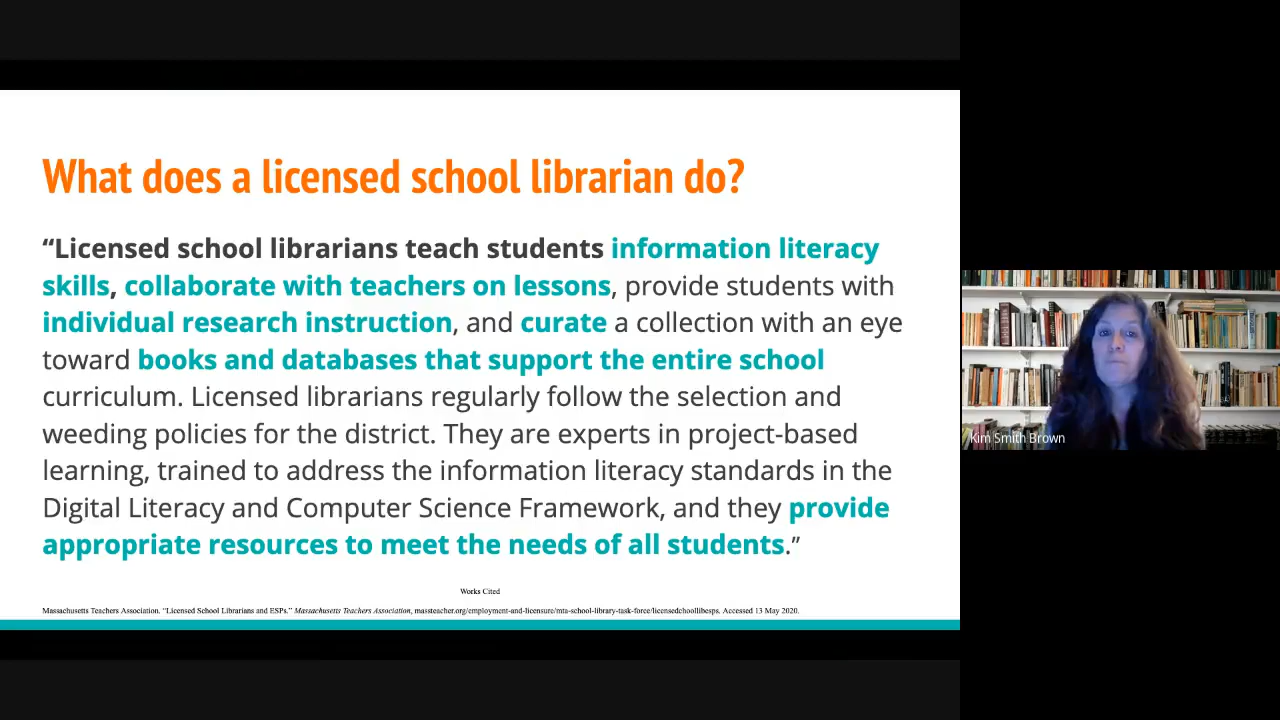 What does a licensed school librarian do?
“Licensed school librarians teach students information literacy
skills, collaborate with teachers on lessons, provide students with
individual research instruction, and curate a collection with an eye
toward books and databases that support the entire school
curriculum. Licensed librarians regularly follow the selection and
weeding policies for the district. They are experts in project-based
learning, trained to address the information literacy standards in the
Digital Literacy and Computer Science Framework, and they provide
appropriate resources to meet the needs of all students.”
Works Cited
Massachusetts Teachers Association. "Licensed School Librarians and ESPs." Massachusetts Teachers Association, massteacher.org/employment-and-licensure/mta-school-library-task-force/licensedchoollibesps. Accessed 13 May 2020.
Kim Smith Brown